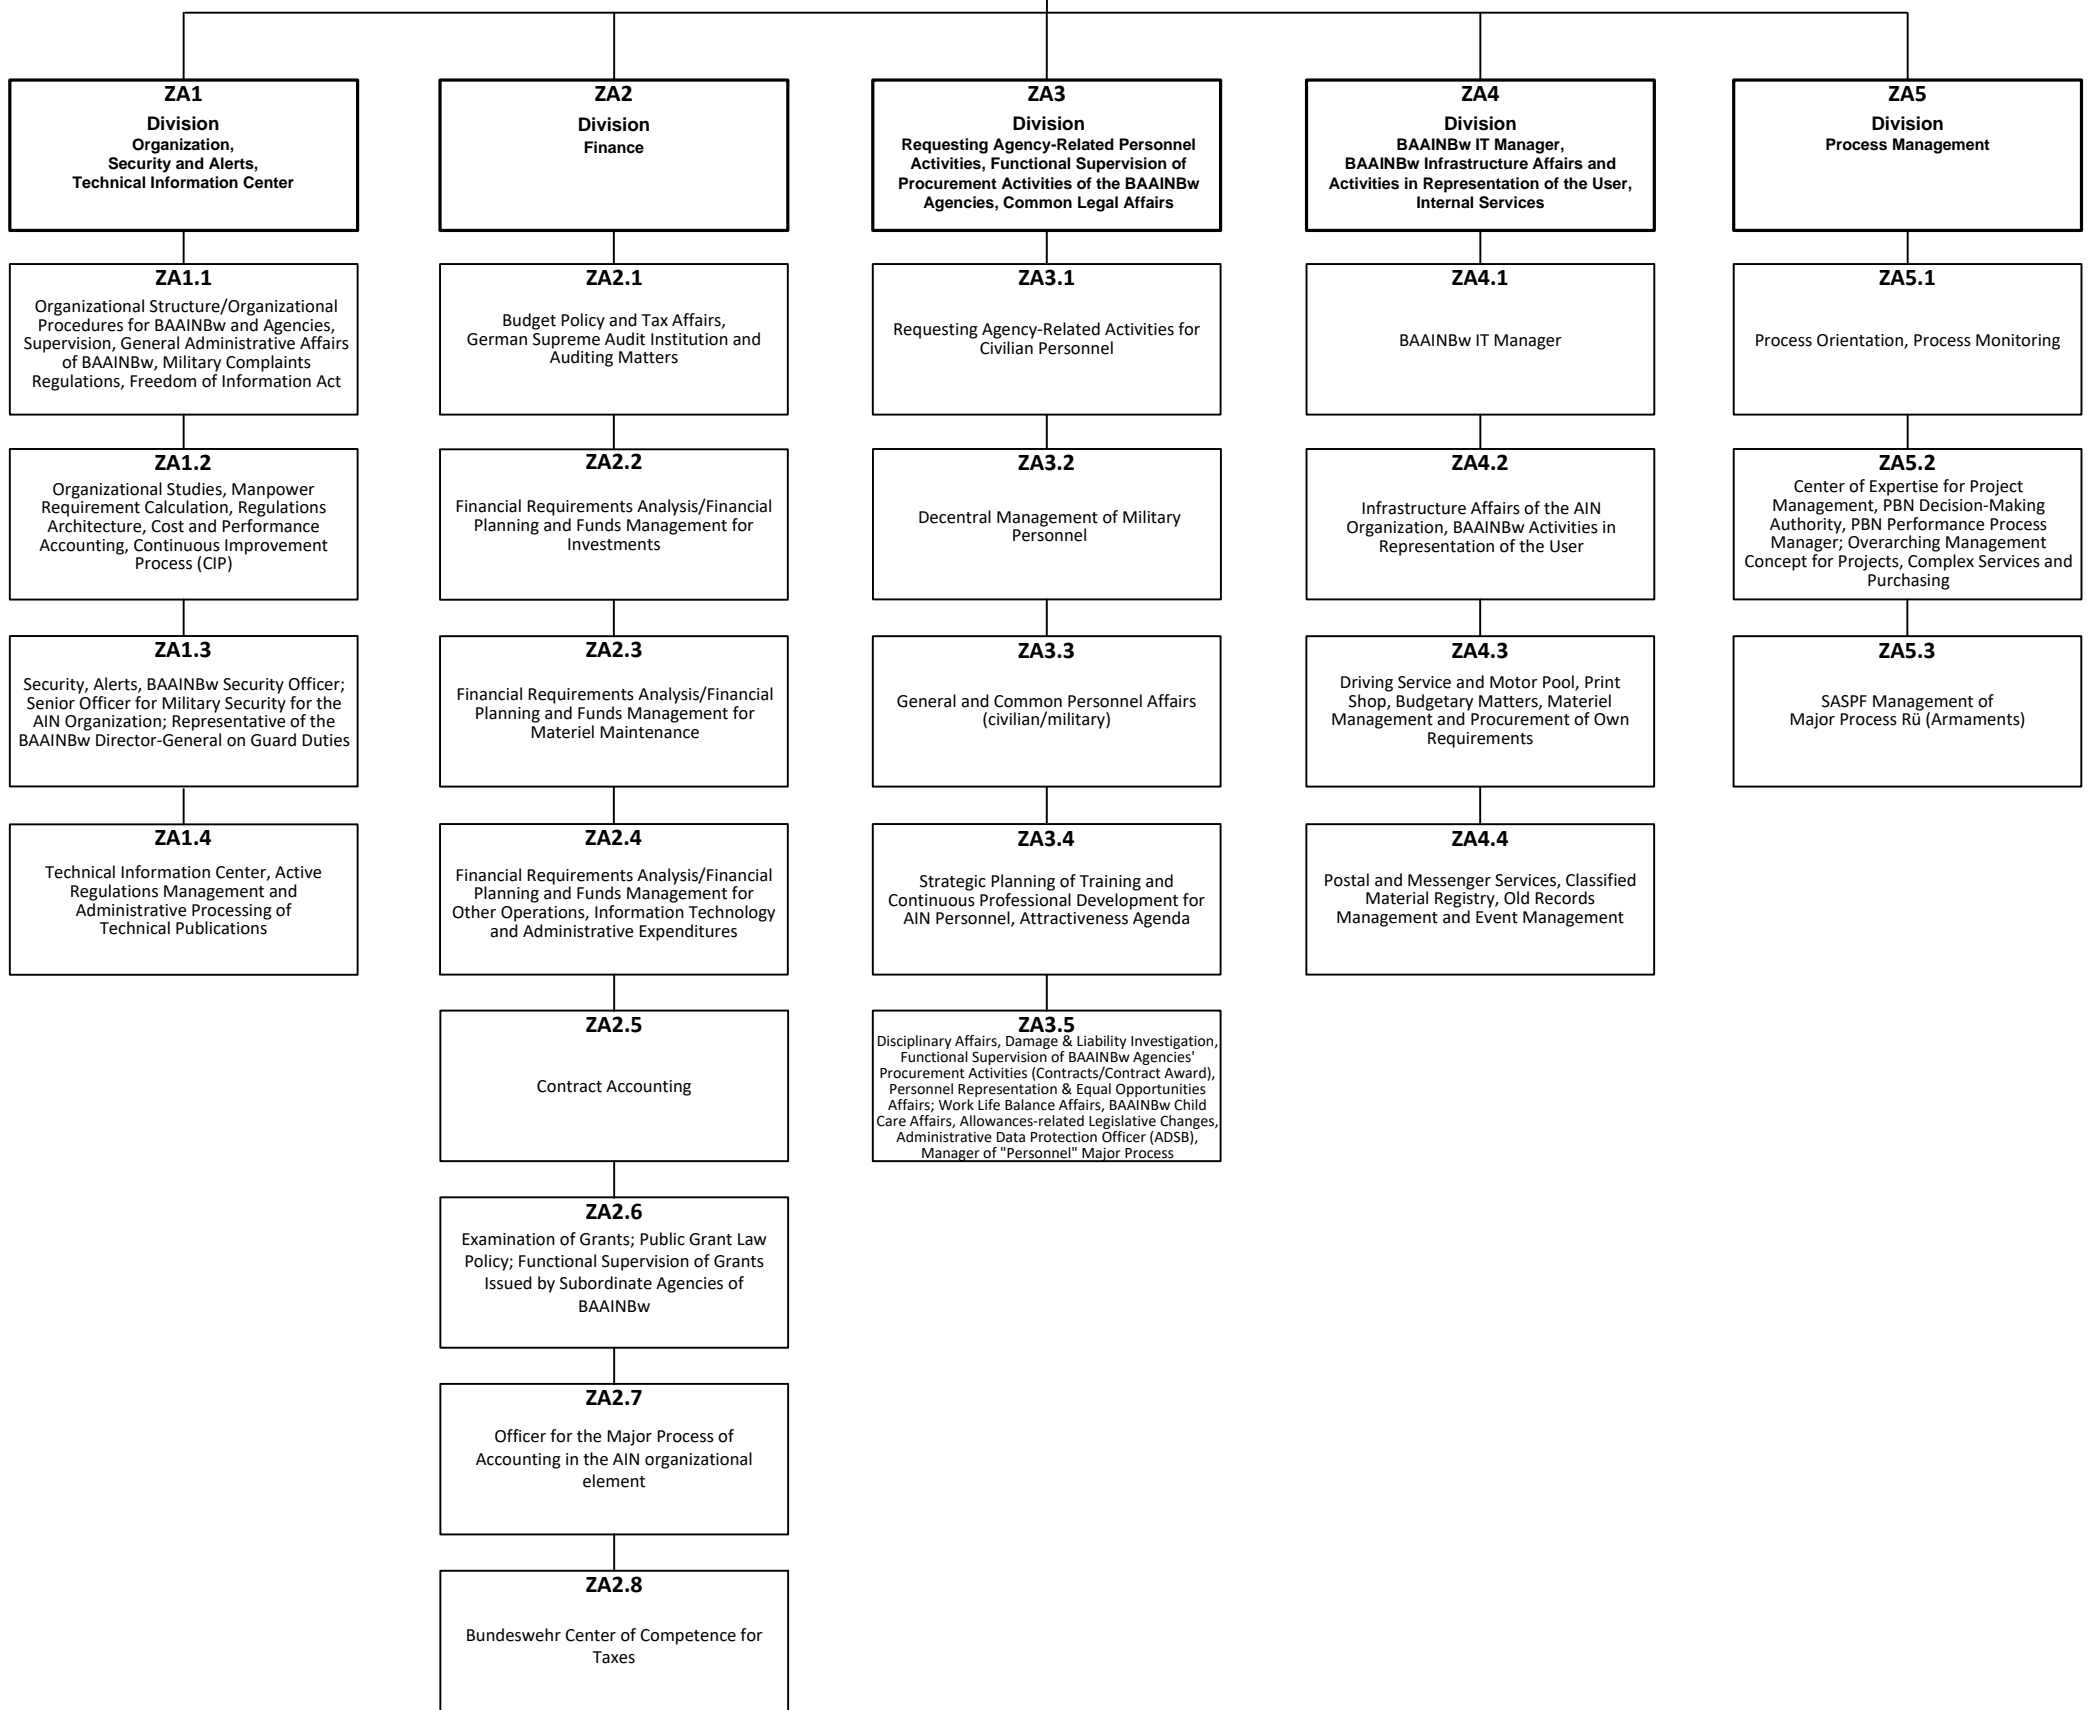 ZA1
Division
Organization,
Security and Alerts,
Technical Information Center
ZA1.1
Organizational Structure/Organizational
Procedures for BAAINBw and Agencies,
Supervision, General Administrative Affairs
of BAAINBw, Military Complaints
Regulations, Freedom of Information Act
ZA1.2
Organizational Studies, Manpower
Requirement Calculation, Regulations
Architecture, Cost and Performance
Accounting, Continuous Improvement
Process (CIP)
ZA1.3
Security, Alerts, BAAINBw Security Officer;
Senior Officer for Military Security for the
AIN Organization; Representative of the
BAAINBw Director-General on Guard Duties
ZA1.4
Technical Information Center, Active
Regulations Management and
Administrative Processing of
Technical Publications
ZA2
Division
Finance
ZA2.1
Budget Policy and Tax Affairs,
German Supreme Audit Institution and
Auditing Matters
ZA2.2
Financial Requirements Analysis/Financial
Planning and Funds Management for
Investments
ZA2.3
Financial Requirements Analysis/Financial
Planning and Funds Management for
Materiel Maintenance
ZA2.4
Financial Requirements Analysis/Financial
Planning and Funds Management for
Other Operations, Information Technology
and Administrative Expenditures
ZA2.5
Contract Accounting
ZA2.6
Examination of Grants; Public Grant Law
Policy; Functional Supervision of Grants
Issued by Subordinate Agencies of
BAAINBw
ZA2.7
Officer for the Major Process of
Accounting in the AIN organizational
element
ZA2.8
Bundeswehr Center of Competence for
Taxes
ZA3
Division
Requesting Agency-Related Personnel
Activities, Functional Supervision of
Procurement Activities of the BAAINBw
Agencies, Common Legal Affairs
ZA3.1
Requesting Agency-Related Activities for
Civilian Personnel
ZA3.2
Decentral Management of Military
Personnel
ZA3.3
General and Common Personnel Affairs
(civilian/military)
ZA3.4
Strategic Planning of Training and
Continuous Professional Development for
AIN Personnel, Attractiveness Agenda
ZA3.5
Disciplinary Affairs, Damage & Liability Investigation,
Functional Supervision of BAAINBw Agencies'
Procurement Activities (Contracts/Contract Award),
Personnel Representation & Equal Opportunities
Affairs; Work Life Balance Affairs, BAAINBw Child
Care Affairs, Allowances-related Legislative Changes,
Administrative Data Protection Officer (ADSB),
Manager of "Personnel" Major Process
ZA4
Division
BAAINBw IT Manager,
BAAINBw Infrastructure Affairs and
Activities in Representation of the User,
Internal Services
ZA4.1
BAAINBw IT Manager
ZA4.2
Infrastructure Affairs of the AIN
Organization, BAAINBw Activities in
Representation of the User
ZA4.3
Driving Service and Motor Pool, Print
Shop, Budgetary Matters, Materiel
Management and Procurement of Own
Requirements
ZA4.4
Postal and Messenger Services, Classified
Material Registry, Old Records
Management and Event Management
ZA5
Division
Process Management
ZA5.1
Process Orientation, Process Monitoring
ZA5.2
Center of Expertise for Project
Management, PBN Decision-Making
Authority, PBN Performance Process
Manager; Overarching Management
Concept for Projects, Complex Services and
Purchasing
ZA5.3
SASPF Management of
Major Process Rü (Armaments)